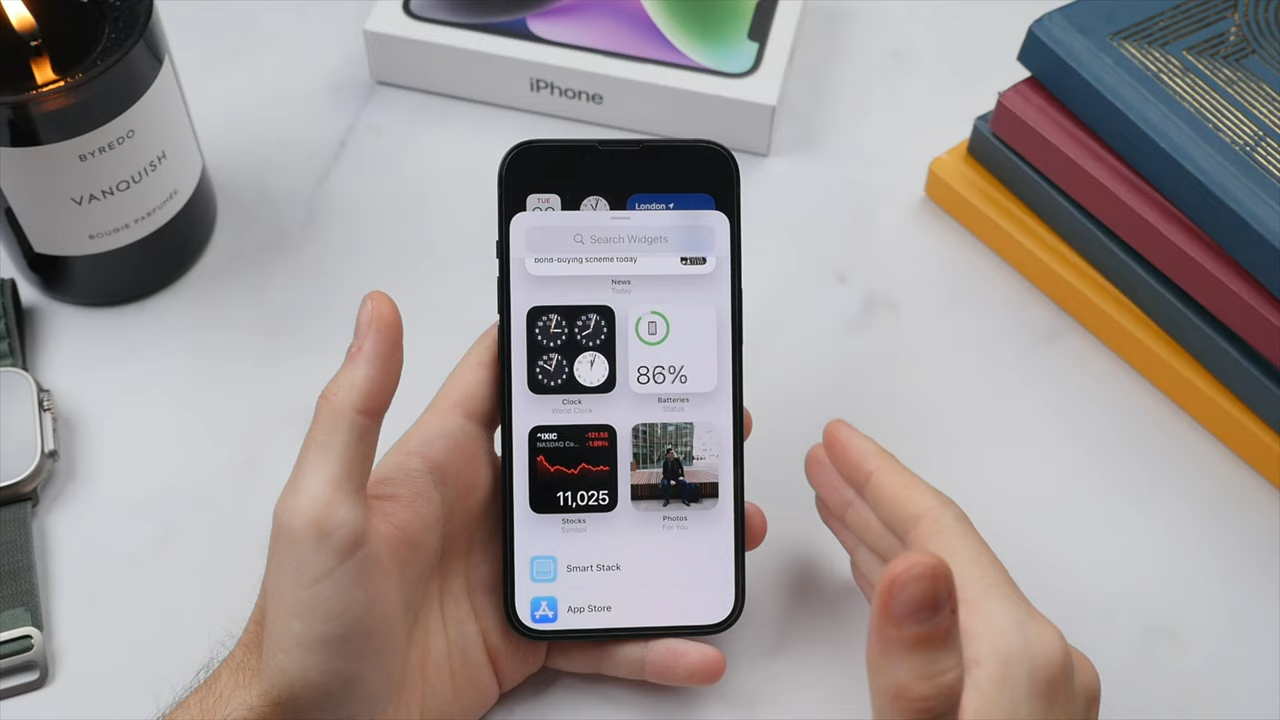 iPhone
BYREDO
VANQUISH
ROUGIE PARFUMÉE
TUE
London
Search Widgets
bond-buying scheme today
News
Today
Clock
World Clock
86%
Batteries
Status
^IXIC
-121.55
NASDAQ Co...
-1.09%
11,025
Stocks
Symbol
Photos
For You
Smart Stack
App Store